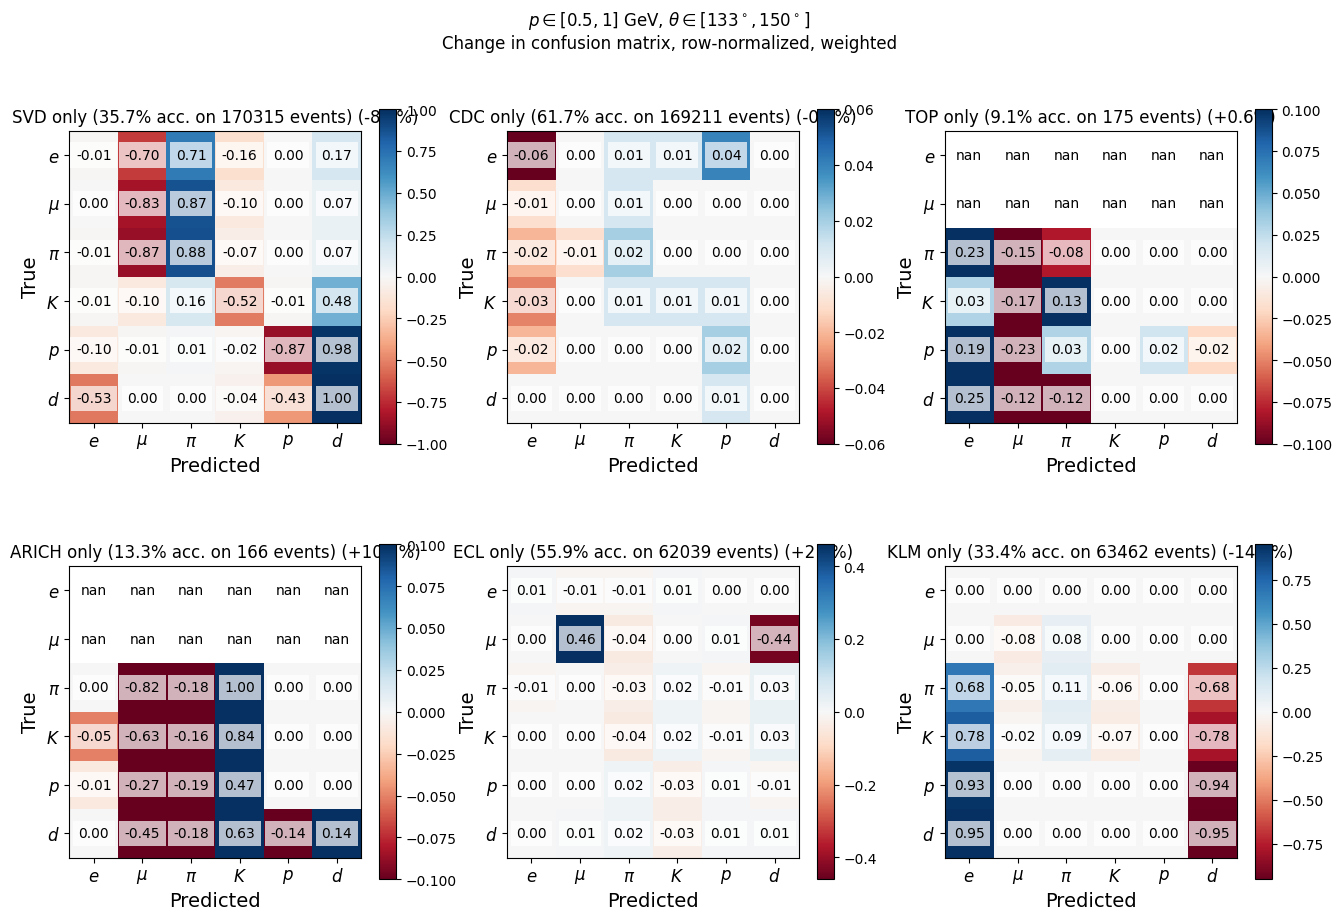 p ∈ [0.5, 1] GeV, θ ∈ [133°, 150°]
Change in confusion matrix, row-normalized, weighted
SVD only (35.7% acc. on 170315 events)
e -0.01 -0.70 0.71 -0.16 0.00 0.17
μ 0.00 -0.83 0.87 -0.10 0.00 0.07
π -0.01 -0.87 0.88 -0.07 0.00 0.07
K -0.01 -0.10 0.16 -0.52 -0.01 0.48
p -0.10 -0.01 0.01 -0.02 -0.87 0.98
d -0.53 0.00 0.00 -0.04 -0.43 1.00
e μ π K p d
True
Predicted
1.00
0.75
0.50
0.25
0.00
−0.25
−0.50
−0.75
−1.00
CDC only (61.7% acc. on 169211 events)
e -0.06 0.00 0.01 0.01 0.04 0.00
μ -0.01 0.00 0.01 0.00 0.00 0.00
π -0.02 -0.01 0.02 0.00 0.00 0.00
K -0.03 0.00 0.01 0.01 0.01 0.00
p -0.02 0.00 0.00 0.00 0.02 0.00
d 0.00 0.00 0.00 0.00 0.01 0.00
e μ π K p d
True
Predicted
0.06
0.04
0.02
0.00
−0.02
−0.04
−0.06
TOP only (9.1% acc. on 175 events)
e nan nan nan nan nan nan
μ nan nan nan nan nan nan
π 0.23 -0.15 -0.08 0.00 0.00 0.00
K 0.03 -0.17 0.13 0.00 0.00 0.00
p 0.19 -0.23 0.03 0.00 0.02 -0.02
d 0.25 -0.12 -0.12 0.00 0.00 0.00
e μ π K p d
True
Predicted
0.100
0.075
0.050
0.025
0.000
−0.025
−0.050
−0.075
−0.100
ARICH only (13.3% acc. on 166 events)
e nan nan nan nan nan nan
μ nan nan nan nan nan nan
π 0.00 -0.82 -0.18 1.00 0.00 0.00
K -0.05 -0.63 -0.16 0.84 0.00 0.00
p -0.01 -0.27 -0.19 0.47 0.00 0.00
d 0.00 -0.45 -0.18 0.63 -0.14 0.14
e μ π K p d
True
Predicted
0.100
0.075
0.050
0.025
0.000
−0.025
−0.050
−0.075
−0.100
ECL only (55.9% acc. on 62039 events)
e 0.01 -0.01 -0.01 0.01 0.00 0.00
μ 0.00 0.46 -0.04 0.00 0.01 -0.44
π -0.01 0.00 -0.03 0.02 -0.01 0.03
K 0.00 0.00 -0.04 0.02 -0.01 0.03
p 0.00 0.00 0.02 -0.03 0.01 -0.01
d 0.00 0.01 0.02 -0.03 0.01 0.01
e μ π K p d
True
Predicted
0.4
0.2
0.0
−0.2
−0.4
KLM only (33.4% acc. on 63462 events)
e 0.00 0.00 0.00 0.00 0.00 0.00
μ 0.00 -0.08 0.08 0.00 0.00 0.00
π 0.68 -0.05 0.11 -0.06 0.00 -0.68
K 0.78 -0.02 0.09 -0.07 0.00 -0.78
p 0.93 0.00 0.00 0.00 0.00 -0.94
d 0.95 0.00 0.00 0.00 0.00 -0.95
e μ π K p d
True
Predicted
0.75
0.50
0.25
0.00
−0.25
−0.50
−0.75